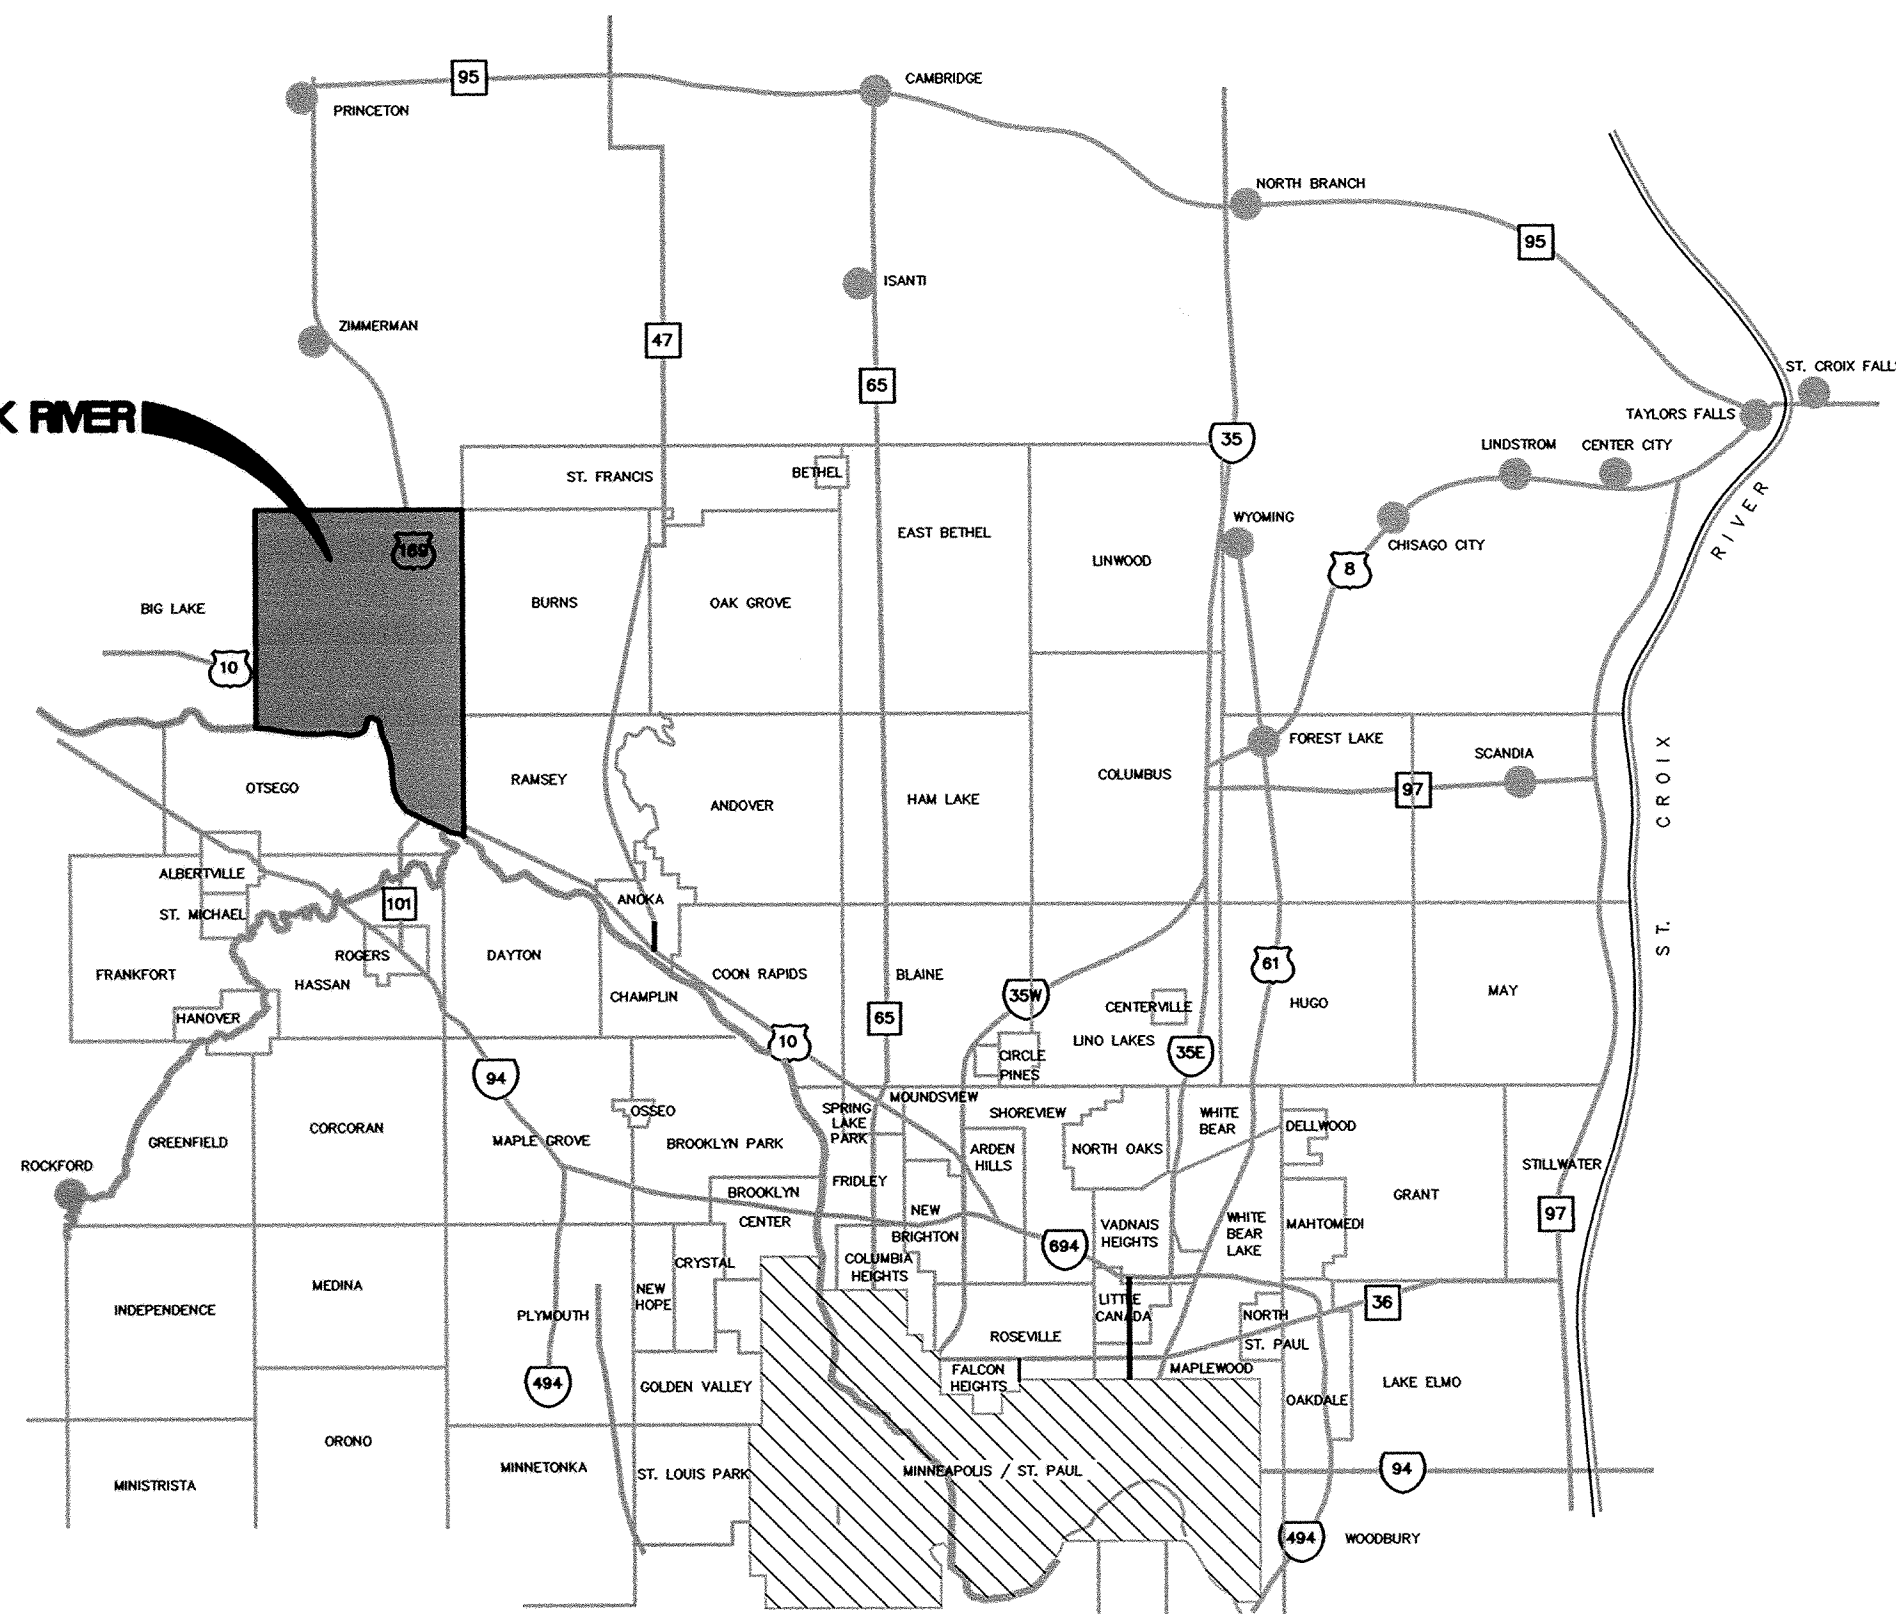 95
CAMBRIDGE
PRINCETON
NORTH BRANCH
95
ISANTI
ZIMMERMAN
47
65
ST. CROIX FALLS
K RIVER
TAYLORS FALLS
35
LINDSTROM
CENTER CITY
ST. FRANCIS
BETHEL
WYOMING
EAST BETHEL
CHISAGO CITY
RIVER
169
LINWOOD
8
BIG LAKE
BURNS
OAK GROVE
10
FOREST LAKE
SCANDIA
OTSEGO
RAMSEY
COLUMBUS
97
ANDOVER
HAM LAKE
ST. CROIX
ALBERTVILLE
101
ANOKA
ST. MICHAEL
ROGERS
DAYTON
FRANKFORT
HASSAN
COON RAPIDS
BLAINE
61
CHAMPLIN
35W
CENTERVILLE
HUGO
MAY
HANOVER
65
10
LINO LAKES
35E
CIRCLE
PINES
94
MOUNDSVIEW
OSSEO
SPRING
LAKE
PARK
SHOREVIEW
WHITE
BEAR
DELLWOOD
GREENFIELD
CORCORAN
MAPLE GROVE
BROOKLYN PARK
ARDEN
HILLS
NORTH OAKS
ROCKFORD
STILLWATER
FRIDLEY
BROOKLYN
CENTER
GRANT
NEW
BRIGHTON
97
VADNAIS
HEIGHTS
WHITE
BEAR
LAKE
MAHTOMEDI
694
COLUMBIA
HEIGHTS
CRYSTAL
MEDINA
NEW
HOPE
INDEPENDENCE
PLYMOUTH
LITTLE
CANADA
36
NORTH
ST. PAUL
ROSEVILLE
FALCON
HEIGHTS
MAPLEWOOD
494
GOLDEN VALLEY
LAKE ELMO
OAKDALE
ORONO
MINNETONKA
ST. LOUIS PARK
MINNEAPOLIS / ST. PAUL
94
MINISTRISTA
494
WOODBURY